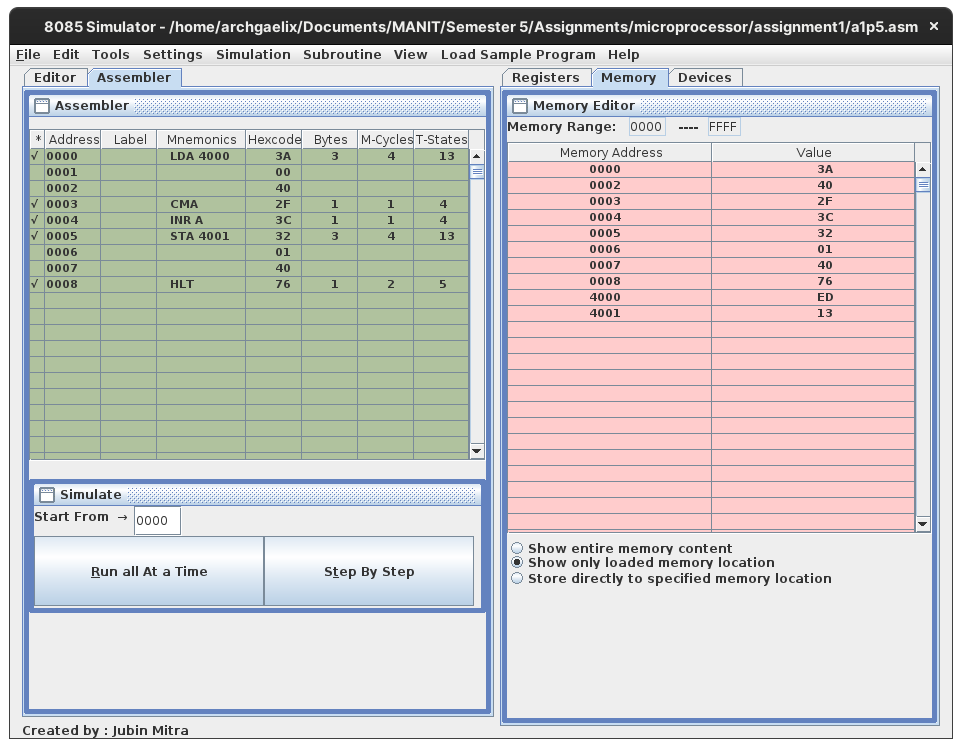 8085 Simulator - /home/archgaelix/Documents/MANIT/Semester 5/Assignments/microprocessor/assignment1/a1p5.asm ×
File Edit Tools Settings Simulation Subroutine View Load Sample Program Help
Editor Assembler
Assembler
* Address Label Mnemonics Hexcode Bytes M-Cycles T-States
√ 0000 LDA 4000 3A 3 4 13
0001 00
0002 40
√ 0003 CMA 2F 1 1 4
√ 0004 INR A 3C 1 1 4
√ 0005 STA 4001 32 3 4 13
0006 01
0007 40
√ 0008 HLT 76 1 2 5
Simulate
Start From → 0000
Run all At a Time Step By Step
Registers Memory Devices
Memory Editor
Memory Range: 0000 ---- FFFF
Memory Address Value
0000 3A
0002 40
0003 2F
0004 3C
0005 32
0006 01
0007 40
0008 76
4000 ED
4001 13
Show entire memory content
Show only loaded memory location
Store directly to specified memory location
Created by : Jubin Mitra